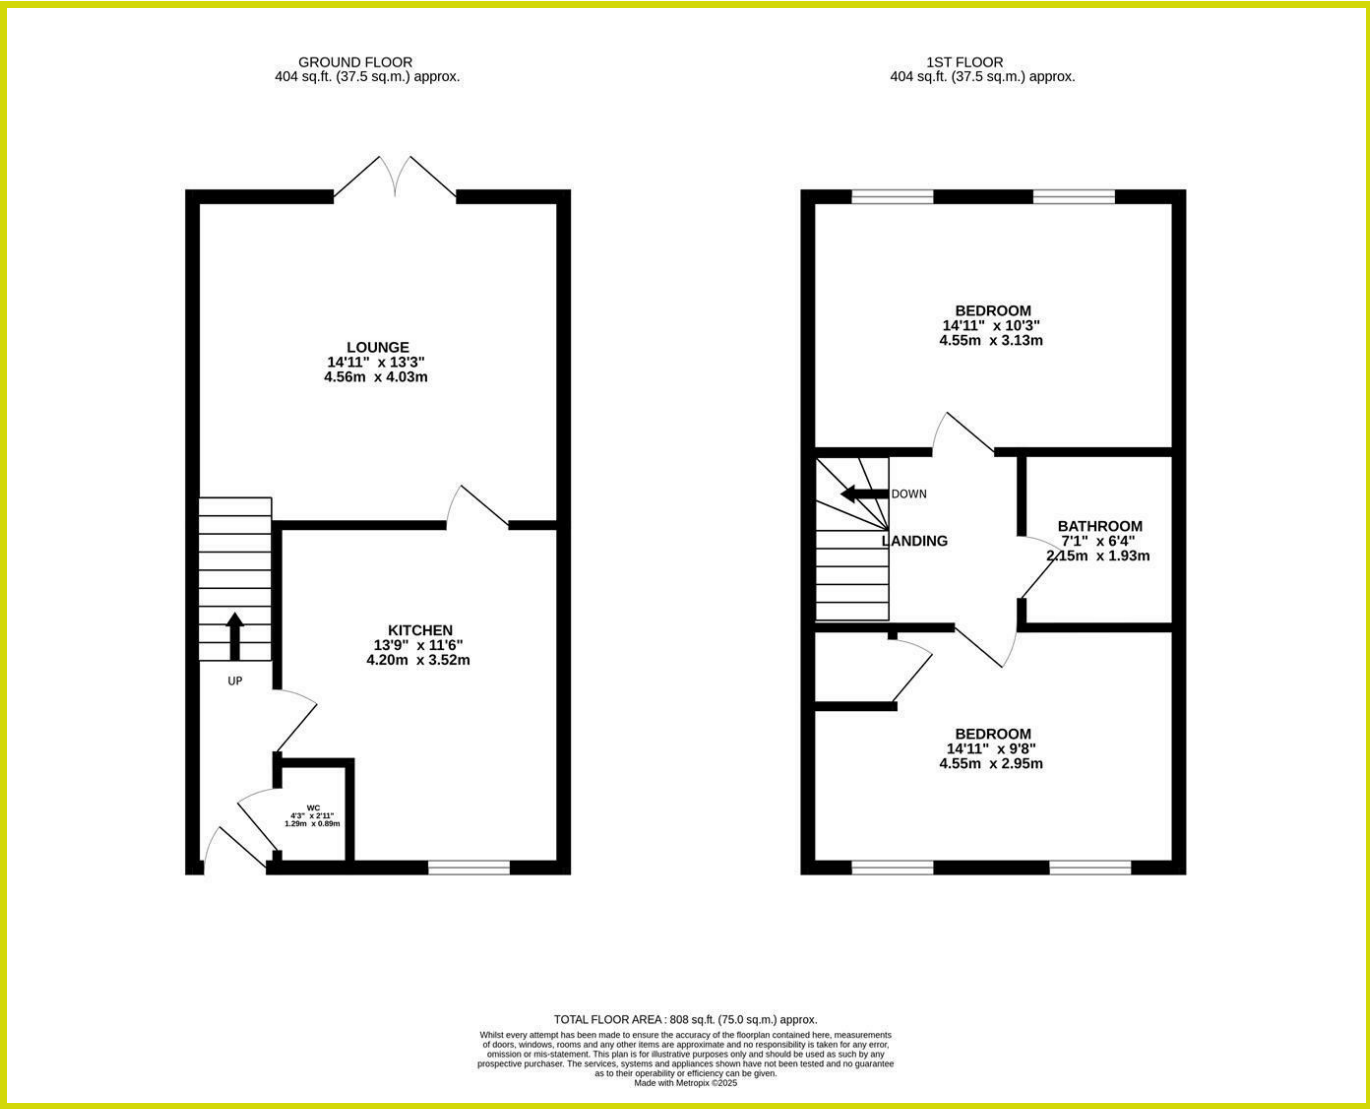 GROUND FLOOR
404 sq.ft. (37.5 sq.m.) approx.
1ST FLOOR
404 sq.ft. (37.5 sq.m.) approx.
LOUNGE
14'11" x 13'3"
4.56m x 4.03m
KITCHEN
13'9" x 11'6"
4.20m x 3.52m
UP
WC
4'3" x 2'11"
1.29m x 0.89m
BEDROOM
14'11" x 10'3"
4.55m x 3.13m
DOWN
LANDING
BATHROOM
7'1" x 6'4"
2.15m x 1.93m
BEDROOM
14'11" x 9'8"
4.55m x 2.95m
TOTAL FLOOR AREA : 808 sq.ft. (75.0 sq.m.) approx.
Whilst every attempt has been made to ensure the accuracy of the floorplan contained here, measurements
of doors, windows, rooms and any other items are approximate and no responsibility is taken for any error,
omission or mis-statement. This plan is for illustrative purposes only and should be used as such by any
prospective purchaser. The services, systems and appliances shown have not been tested and no guarantee
as to their operability or efficiency can be given.
Made with Metropix ©2025